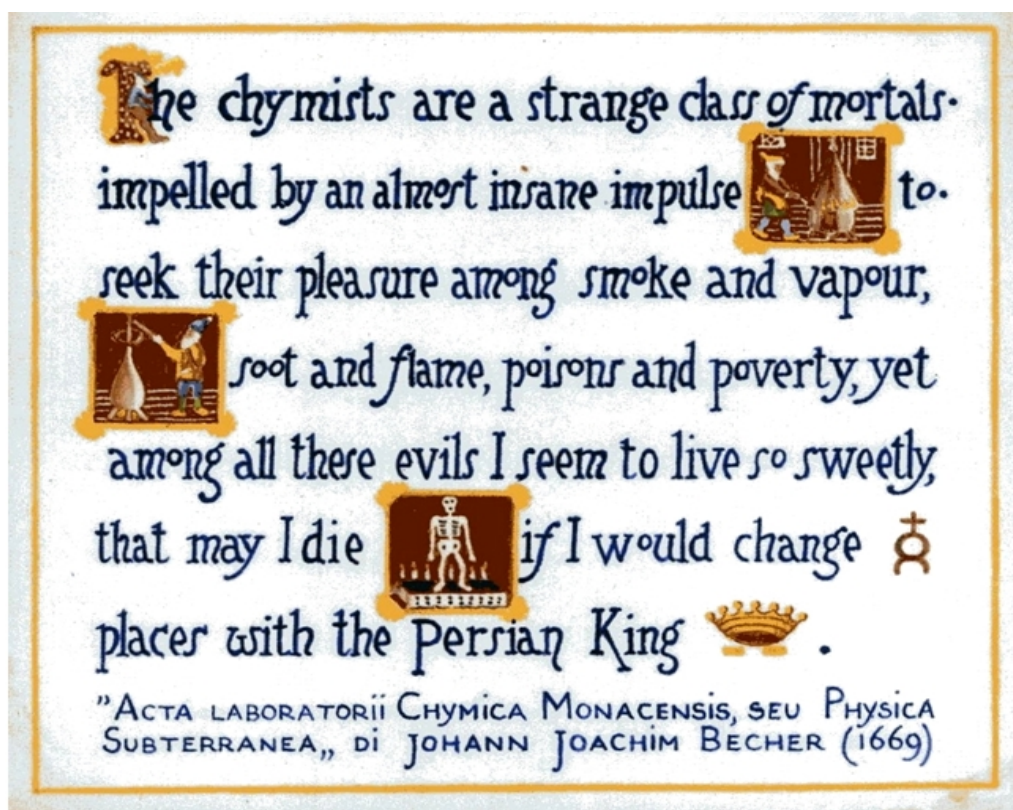 The chymists are a strange class of mortals.
impelled by an almost insane impulse to.
seek their pleasure among smoke and vapour,
soot and flame, poisons and poverty, yet
among all these evils I seem to live so sweetly,
that may I die if I would change
places with the Persian King .
"ACTA LABORATORii CHYMICA MONACENSIS, SEU PHYSICA
SUBTERRANEA„ Di JOHANN JOACHIM BECHER (1669)